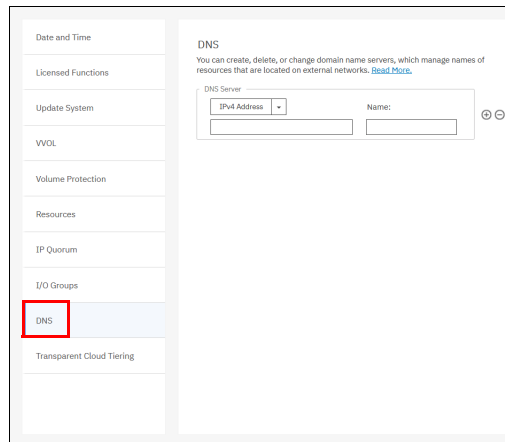 Date and Time
Licensed Functions
Update System
VVOL
Volume Protection
Resources
IP Quorum
I/O Groups
DNS
Transparent Cloud Tiering
DNS
You can create, delete, or change domain name servers, which manage names of
resources that are located on external networks. Read More.
DNS Server
IPv4 Address
Name: